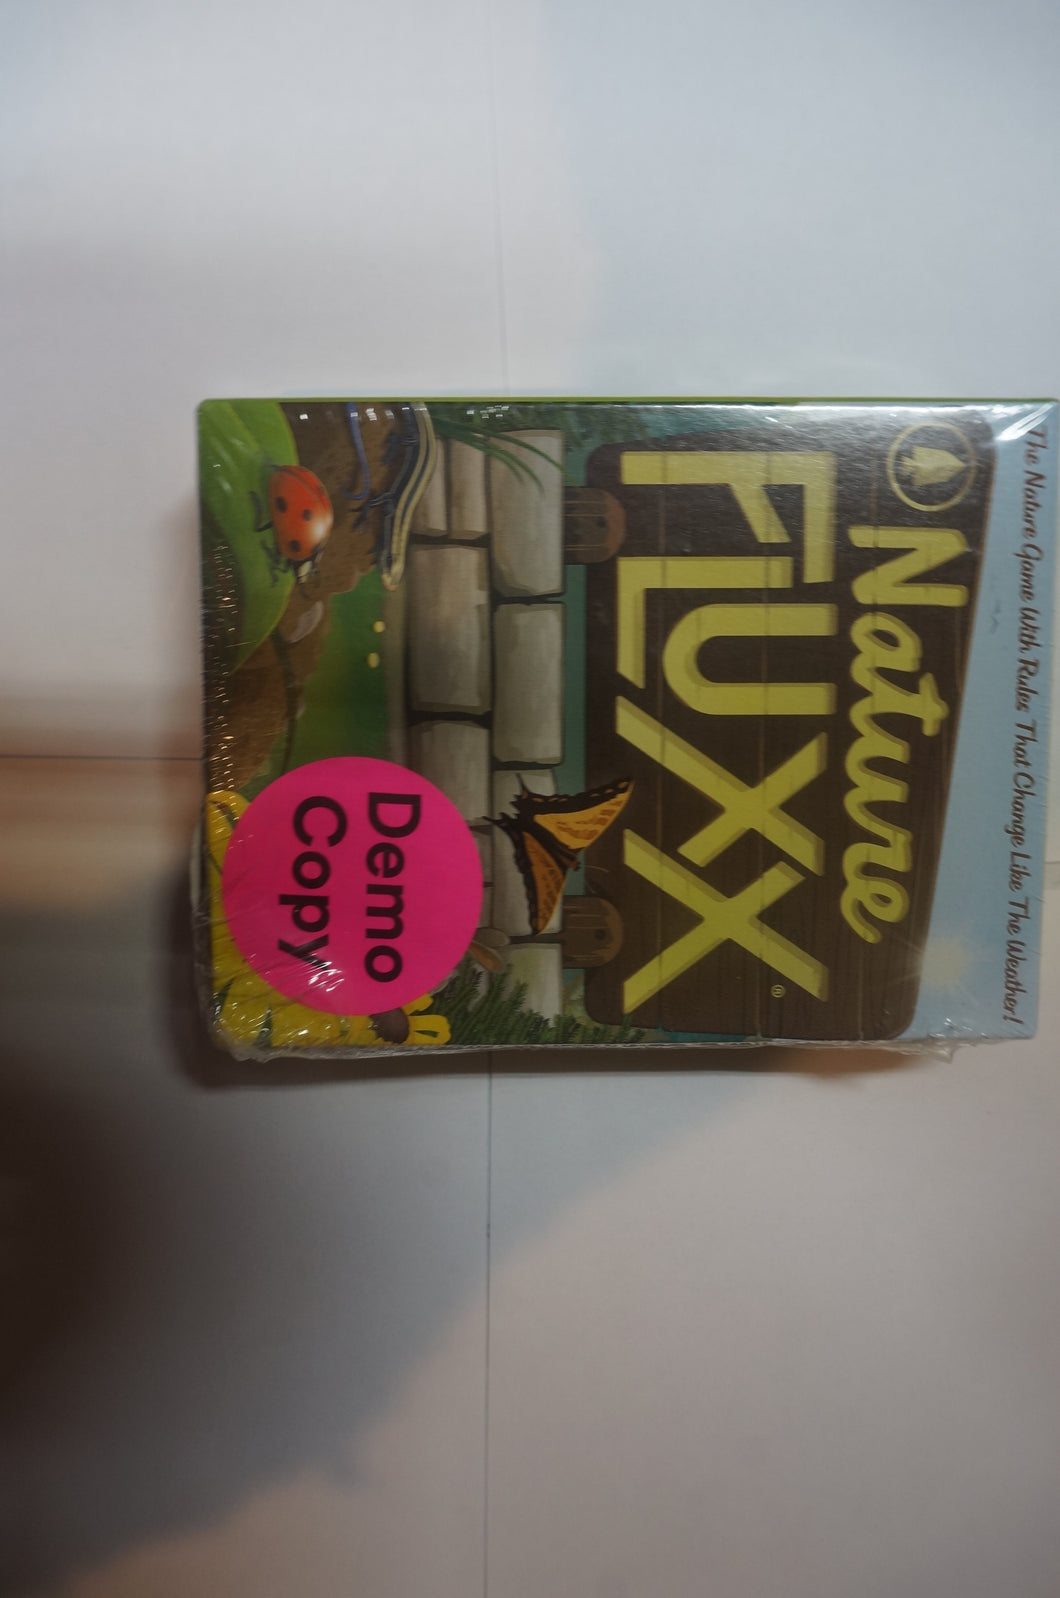 The Nature Game With Rules That Change Like The Weather!
Nature
FLUXX®
Demo
Copy